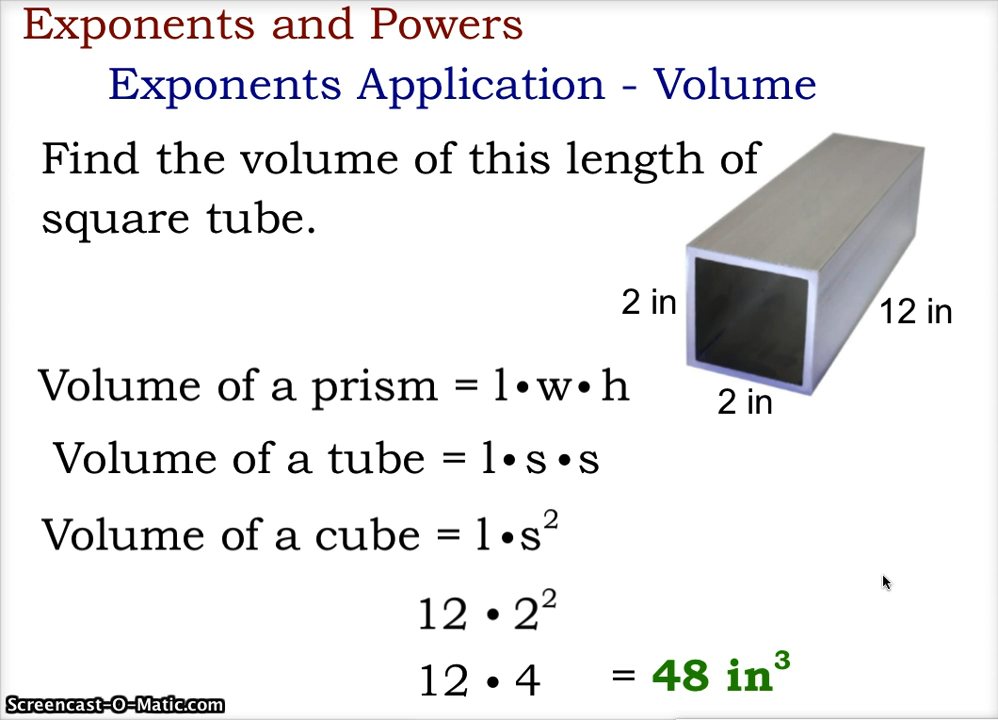 Exponents and Powers
Exponents Application - Volume
Find the volume of this length of
square tube.
2 in
12 in
2 in
Volume of a prism = l•w•h
Volume of a tube = l•s•s
Volume of a cube = l•s²
12 • 2²
12 • 4 = 48 in³
Screencast-O-Matic.com